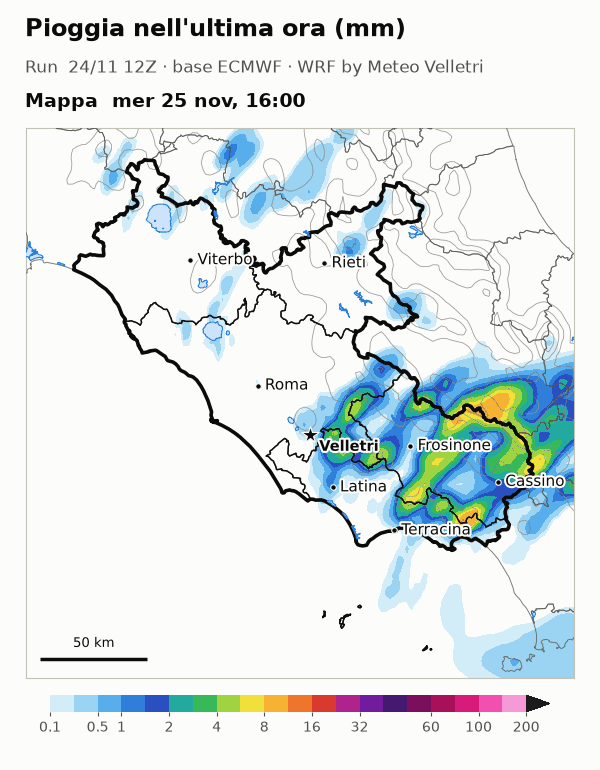 Pioggia nell'ultima ora (mm)
Run  24/11 12Z · base ECMWF · WRF by Meteo Velletri
Mappa  mer 25 nov, 16:00
Viterbo
Rieti
Roma
Velletri
Frosinone
Latina
Cassino
Terracina
50 km
0.1 0.5 1 2 4 8 16 32 60 100 200